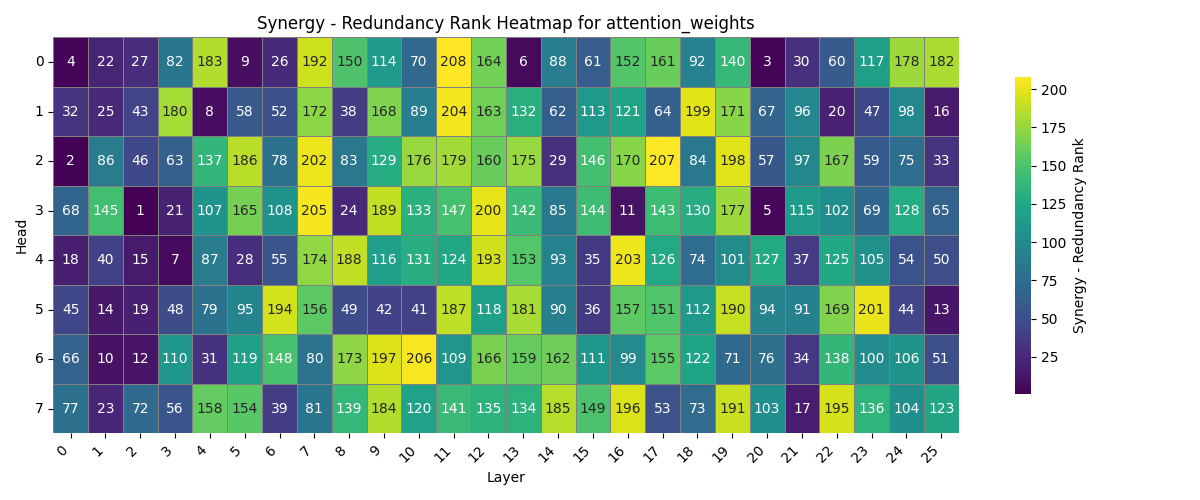 Synergy - Redundancy Rank Heatmap for attention_weights
0 4 22 27 82 183 9 26 192 150 114 70 208 164 6 88 61 152 161 92 140 3 30 60 117 178 182
1 32 25 43 180 8 58 52 172 38 168 89 204 163 132 62 113 121 64 199 171 67 96 20 47 98 16
2 2 86 46 63 137 186 78 202 83 129 176 179 160 175 29 146 170 207 84 198 57 97 167 59 75 33
3 68 145 1 21 107 165 108 205 24 189 133 147 200 142 85 144 11 143 130 177 5 115 102 69 128 65
4 18 40 15 7 87 28 55 174 188 116 131 124 193 153 93 35 203 126 74 101 127 37 125 105 54 50
5 45 14 19 48 79 95 194 156 49 42 41 187 118 181 90 36 157 151 112 190 94 91 169 201 44 13
6 66 10 12 110 31 119 148 80 173 197 206 109 166 159 162 111 99 155 122 71 76 34 138 100 106 51
7 77 23 72 56 158 154 39 81 139 184 120 141 135 134 185 149 196 53 73 191 103 17 195 136 104 123
0 1 2 3 4 5 6 7 8 9 10 11 12 13 14 15 16 17 18 19 20 21 22 23 24 25
Layer
Head
200
175
150
125
100
75
50
25
Synergy - Redundancy Rank